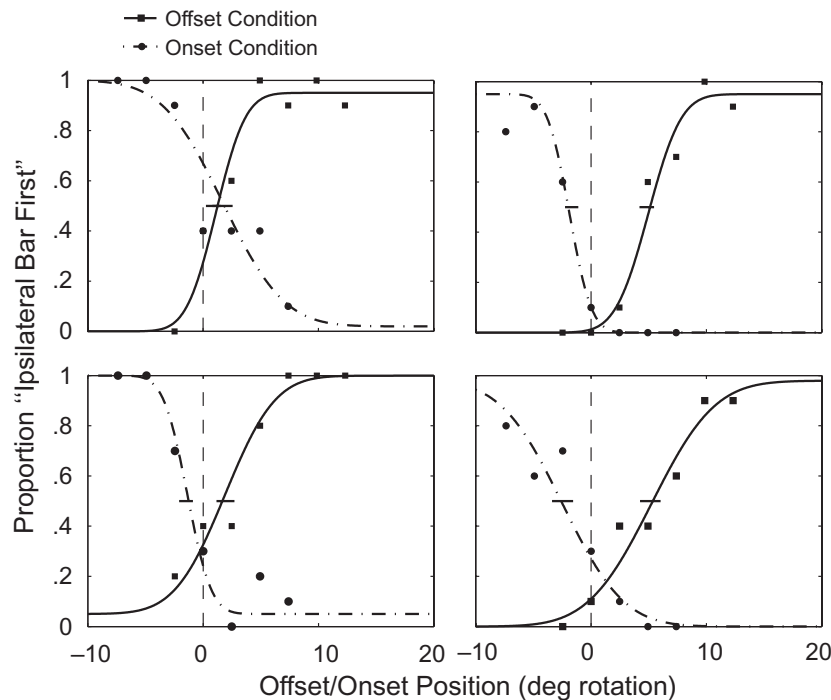 Offset Condition
Onset Condition
Proportion “Ipsilateral Bar First”
1
.8
.6
.4
.2
0
1
.8
.6
.4
.2
0
–10 0 10 20 –10 0 10 20
Offset/Onset Position (deg rotation)